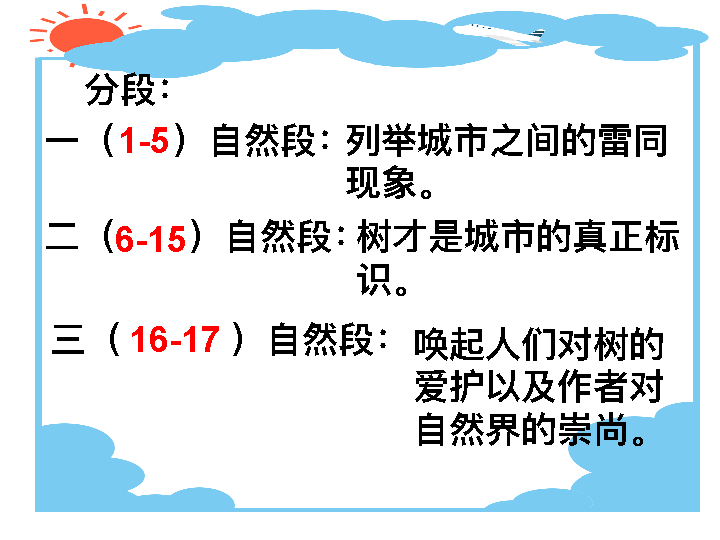 分段：
一（1-5）自然段：列举城市之间的雷同
现象。
二（6-15）自然段：树才是城市的真正标
识。
三（16-17）自然段：唤起人们对树的
爱护以及作者对
自然界的崇尚。